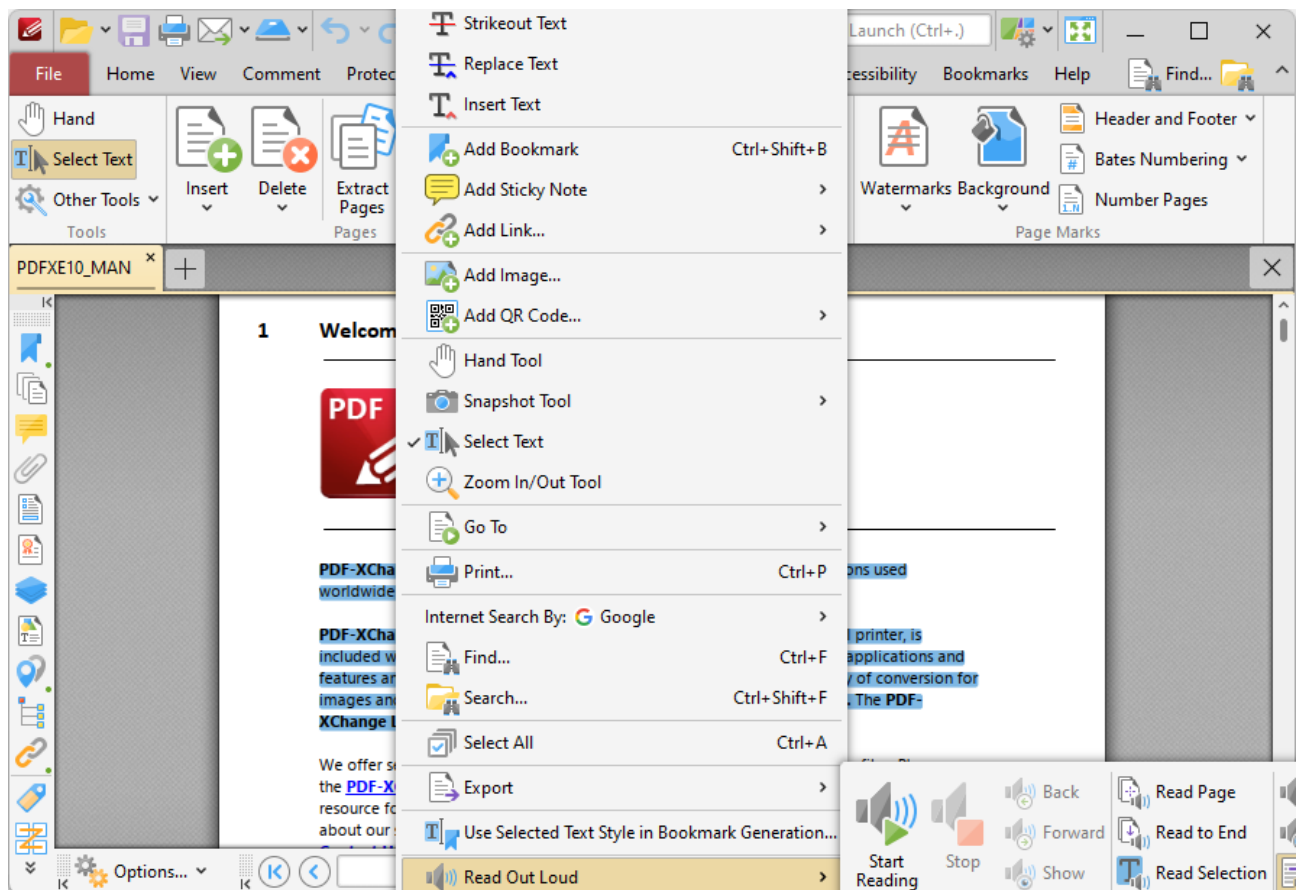 Launch (Ctrl+.)
File
Home
View
Comment
Protec
cessibility
Bookmarks
Help
Find...
Hand
Select Text
Other Tools
Tools
Insert
Delete
Extract
Pages
Pages
Watermarks
Background
Header and Footer
Bates Numbering
Number Pages
Page Marks
PDFXE10_MAN
Strikeout Text
Replace Text
Insert Text
Add Bookmark Ctrl+Shift+B
Add Sticky Note
Add Link...
Add Image...
Add QR Code...
Hand Tool
Snapshot Tool
Select Text
Zoom In/Out Tool
Go To
Print... Ctrl+P
Internet Search By: Google
Find... Ctrl+F
Search... Ctrl+Shift+F
Select All Ctrl+A
Export
Use Selected Text Style in Bookmark Generation...
Read Out Loud
1 Welcom
PDF
PDF-XCha
ons used
worldwide
PDF-XCha
l printer, is
included w
applications and
features an
y of conversion for
images and
. The PDF-
XChange L
We offer se
the PDF-X
resource fo
about our
Start
Reading
Stop
Back
Forward
Show
Read Page
Read to End
Read Selection
Options...